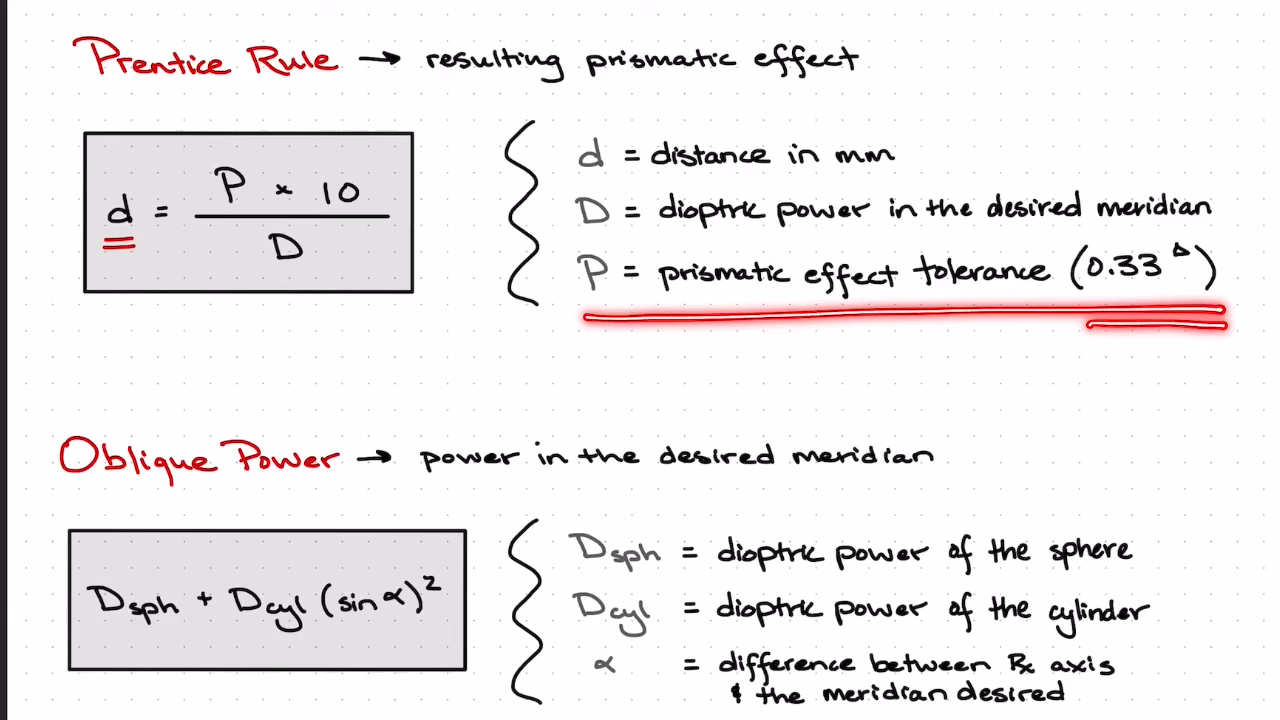 Prentice Rule → resulting prismatic effect
d = P × 10 / D
d = distance in mm
D = dioptric power in the desired meridian
P = prismatic effect tolerance (0.33 Δ)
Oblique Power → power in the desired meridian
Dsph + Dcyl (sin α)²
Dsph = dioptric power of the sphere
Dcyl = dioptric power of the cylinder
α = difference between Rx axis
& the meridian desired